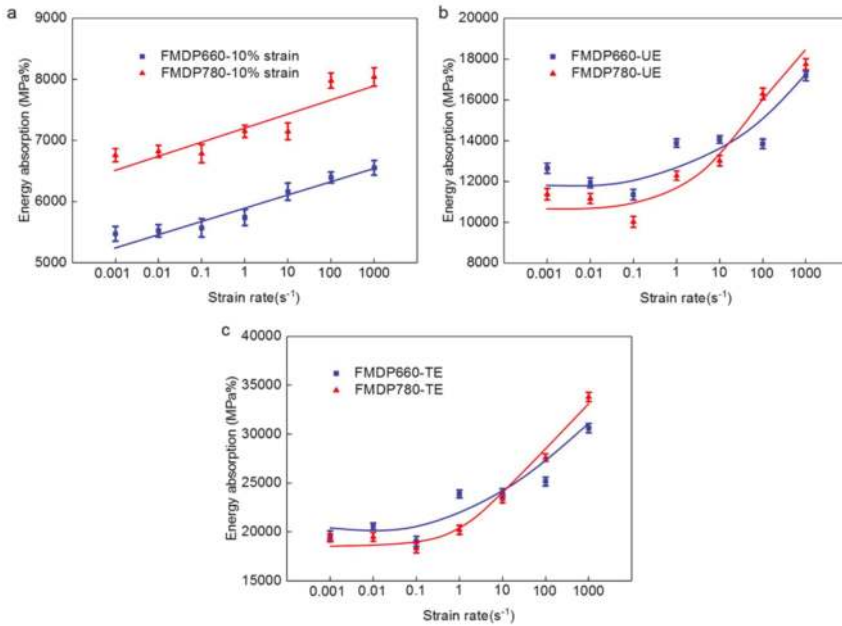 a
9000
8000
7000
6000
5000
Energy absorption (MPa%)
FMDP660-10% strain
FMDP780-10% strain
0.001 0.01 0.1 1 10 100 1000
Strain rate(s⁻¹)
b
20000
18000
16000
14000
12000
10000
8000
Energy absorption (MPa%)
FMDP660-UE
FMDP780-UE
0.001 0.01 0.1 1 10 100 1000
Strain rate(s⁻¹)
c
40000
35000
30000
25000
20000
15000
Energy absorption (MPa%)
FMDP660-TE
FMDP780-TE
0.001 0.01 0.1 1 10 100 1000
Strain rate(s⁻¹)